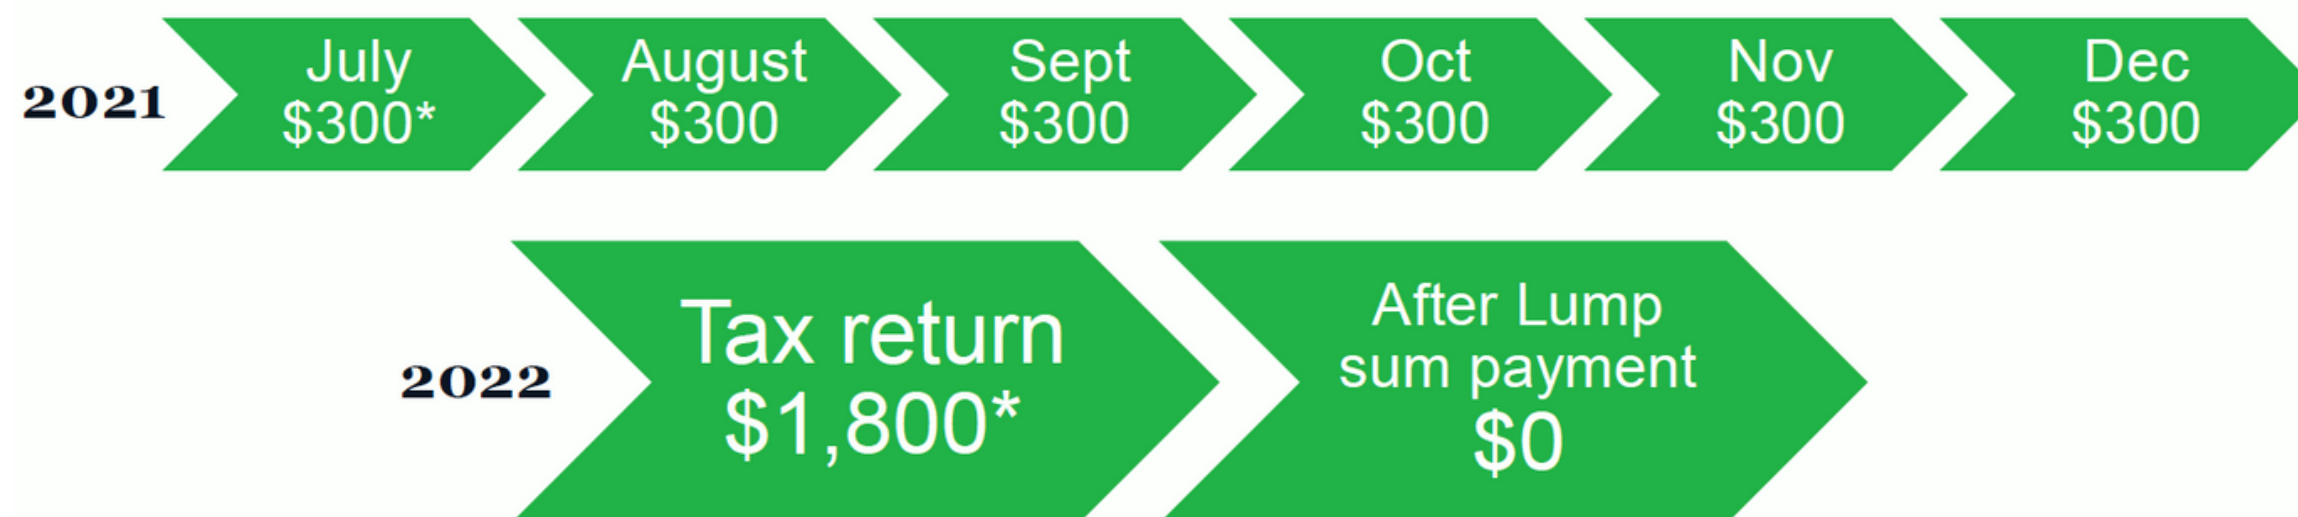 2021
July
$300*
August
$300
Sept
$300
Oct
$300
Nov
$300
Dec
$300
2022
Tax return
$1,800*
After Lump
sum payment
$0